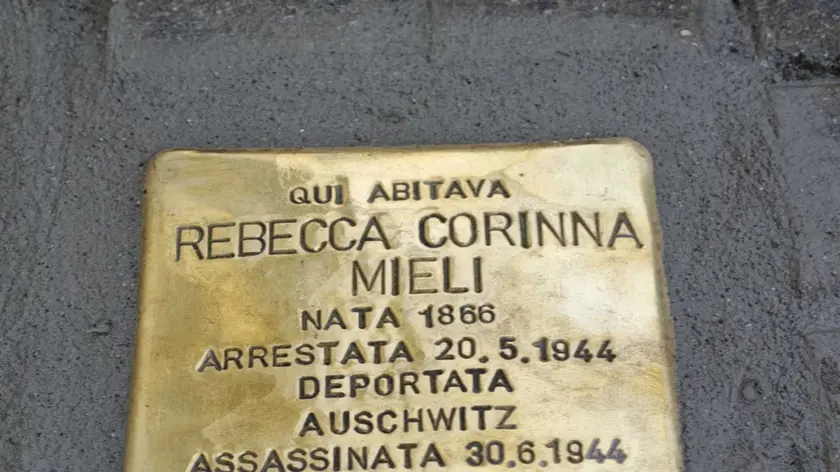 QUI ABITAVA
REBECCA CORINNA
MIELI
NATA 1866
ARRESTATA 20.5.1944
DEPORTATA
AUSCHWITZ
ASSASSINATA 30.6.1944